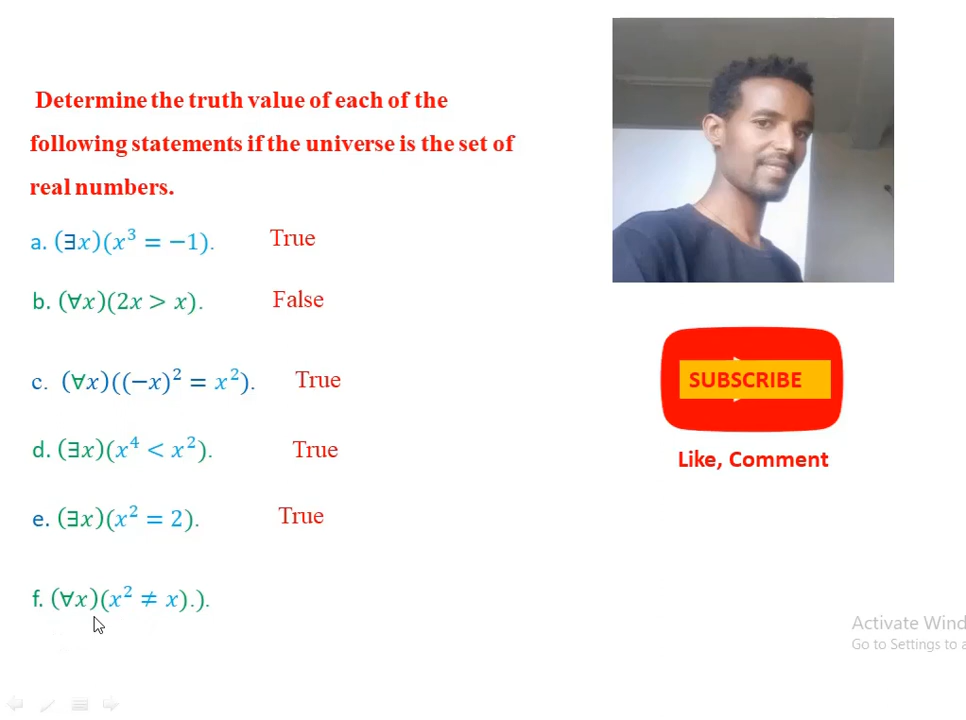 Determine the truth value of each of the
following statements if the universe is the set of
real numbers.
a. (∃x)(x³ = −1). True
b. (∀x)(2x > x). False
c. (∀x)((−x)² = x²). True
d. (∃x)(x⁴ < x²). True
e. (∃x)(x² = 2). True
f. (∀x)(x² ≠ x).).
SUBSCRIBE
Like, Comment
Activate Wind
Go to Settings to a